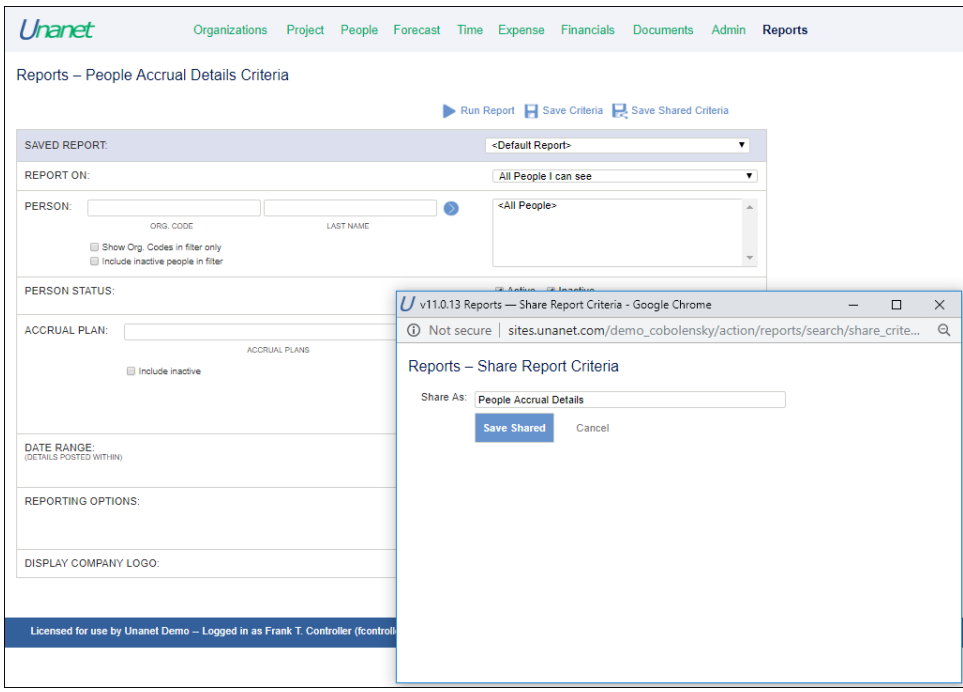 Unanet
Organizations Project People Forecast Time Expense Financials Documents Admin Reports
Reports – People Accrual Details Criteria
Run Report Save Criteria Save Shared Criteria
SAVED REPORT: <Default Report>
REPORT ON: All People I can see
PERSON: <All People>
ORG. CODE LAST NAME
Show Org. Codes in filter only
Include inactive people in filter
PERSON STATUS: Active Inactive
ACCRUAL PLAN:
ACCRUAL PLANS
Include inactive
DATE RANGE:
(DETAILS POSTED WITHIN)
REPORTING OPTIONS:
DISPLAY COMPANY LOGO:
Licensed for use by Unanet Demo -- Logged in as Frank T. Controller (fcontroll
U v11.0.13 Reports — Share Report Criteria - Google Chrome
Not secure | sites.unanet.com/demo_cobolensky/action/reports/search/share_crite...
Reports – Share Report Criteria
Share As: People Accrual Details
Save Shared Cancel